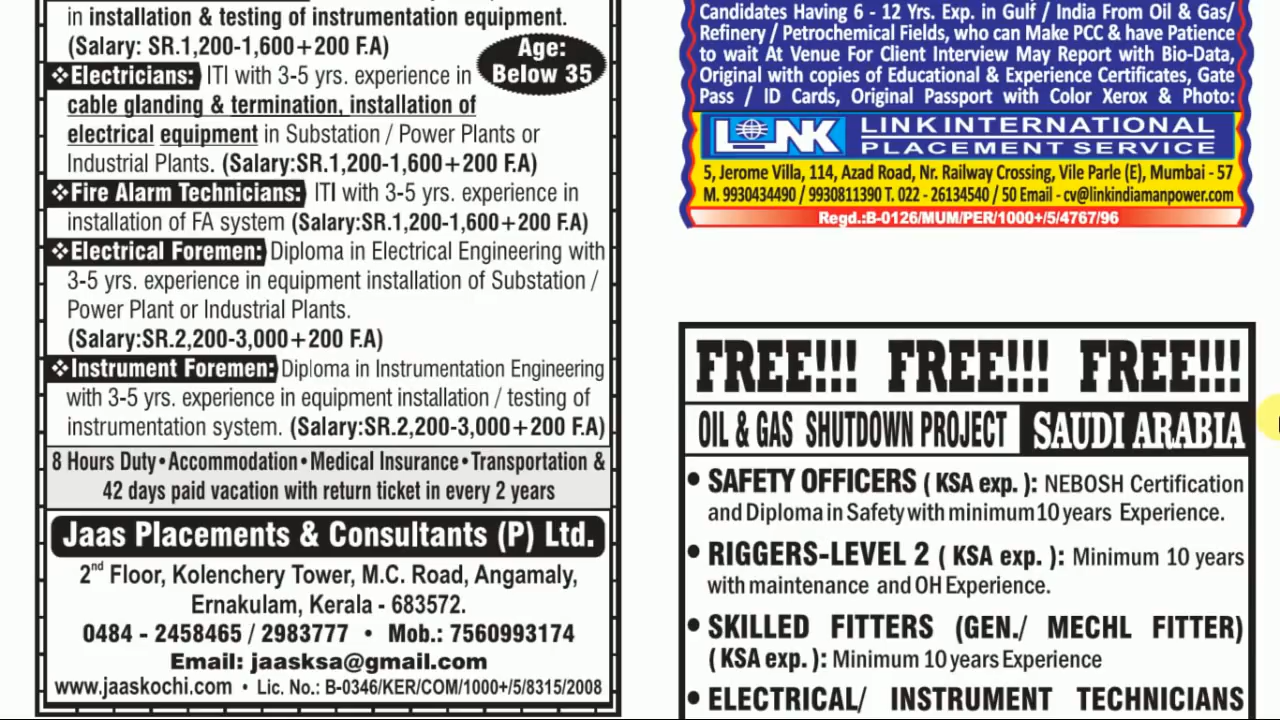 in installation & testing of instrumentation equipment.
(Salary: SR.1,200-1,600+200 F.A)
Age:
Below 35
❖Electricians: ITI with 3-5 yrs. experience in
cable glanding & termination, installation of
electrical equipment in Substation / Power Plants or
Industrial Plants. (Salary:SR.1,200-1,600+200 F.A)
❖Fire Alarm Technicians: ITI with 3-5 yrs. experience in
installation of FA system (Salary:SR.1,200-1,600+200 F.A)
❖Electrical Foremen: Diploma in Electrical Engineering with
3-5 yrs. experience in equipment installation of Substation /
Power Plant or Industrial Plants.
(Salary:SR.2,200-3,000+200 F.A)
❖Instrument Foremen: Diploma in Instrumentation Engineering
with 3-5 yrs. experience in equipment installation / testing of
instrumentation system. (Salary:SR.2,200-3,000+200 F.A)
8 Hours Duty • Accommodation • Medical Insurance • Transportation &
42 days paid vacation with return ticket in every 2 years
Jaas Placements & Consultants (P) Ltd.
2nd Floor, Kolenchery Tower, M.C. Road, Angamaly,
Ernakulam, Kerala - 683572.
0484 - 2458465 / 2983777 • Mob.: 7560993174
Email: jaasksa@gmail.com
www.jaaskochi.com • Lic. No.: B-0346/KER/COM/1000+/5/8315/2008
Candidates Having 6 - 12 Yrs. Exp. in Gulf / India From Oil & Gas/
Refinery / Petrochemical Fields, who can Make PCC & have Patience
to wait At Venue For Client Interview May Report with Bio-Data,
Original with copies of Educational & Experience Certificates, Gate
Pass / ID Cards, Original Passport with Color Xerox & Photo:
LINK LINK INTERNATIONAL
PLACEMENT SERVICE
5, Jerome Villa, 114, Azad Road, Nr. Railway Crossing, Vile Parle (E), Mumbai - 57
M. 9930434490 / 9930811390 T. 022 - 26134540 / 50 Email - cv@linkindiamanpower.com
Regd.:B-0126/MUM/PER/1000+/5/4767/96
FREE!!! FREE!!! FREE!!!
OIL & GAS SHUTDOWN PROJECT SAUDI ARABIA
• SAFETY OFFICERS ( KSA exp. ): NEBOSH Certification
and Diploma in Safety with minimum 10 years Experience.
• RIGGERS-LEVEL 2 ( KSA exp. ): Minimum 10 years
with maintenance and OH Experience.
• SKILLED FITTERS (GEN./ MECHL FITTER)
( KSA exp. ): Minimum 10 years Experience
• ELECTRICAL/ INSTRUMENT TECHNICIANS